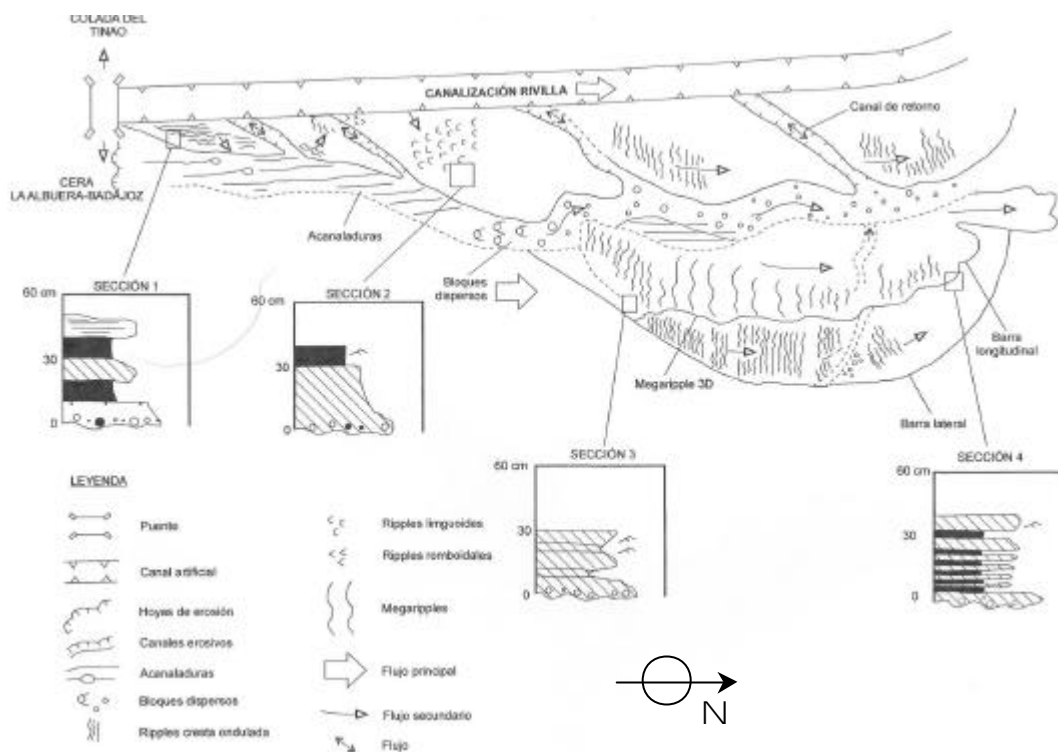 COLADA DEL
TINAO
CANALIZACIÓN RIVILLA
Canal de retorno
CERA
LA ALBUERA-BADAJOZ
Acanaladuras
Bloques
dispersos
SECCIÓN 1
60 cm
30
0
SECCIÓN 2
60 cm
30
0
Megaripple 3D
Barra
longitudinal
Barra lateral
SECCIÓN 3
60 cm
30
0
SECCIÓN 4
60 cm
30
0
LEYENDA
Puente
Canal artificial
Hoyas de erosión
Canales erosivos
Acanaladuras
Bloques dispersos
Ripples cresta ondulada
Ripples limguoides
Ripples romboidales
Megaripples
Flujo principal
Flujo secundario
Flujo
N